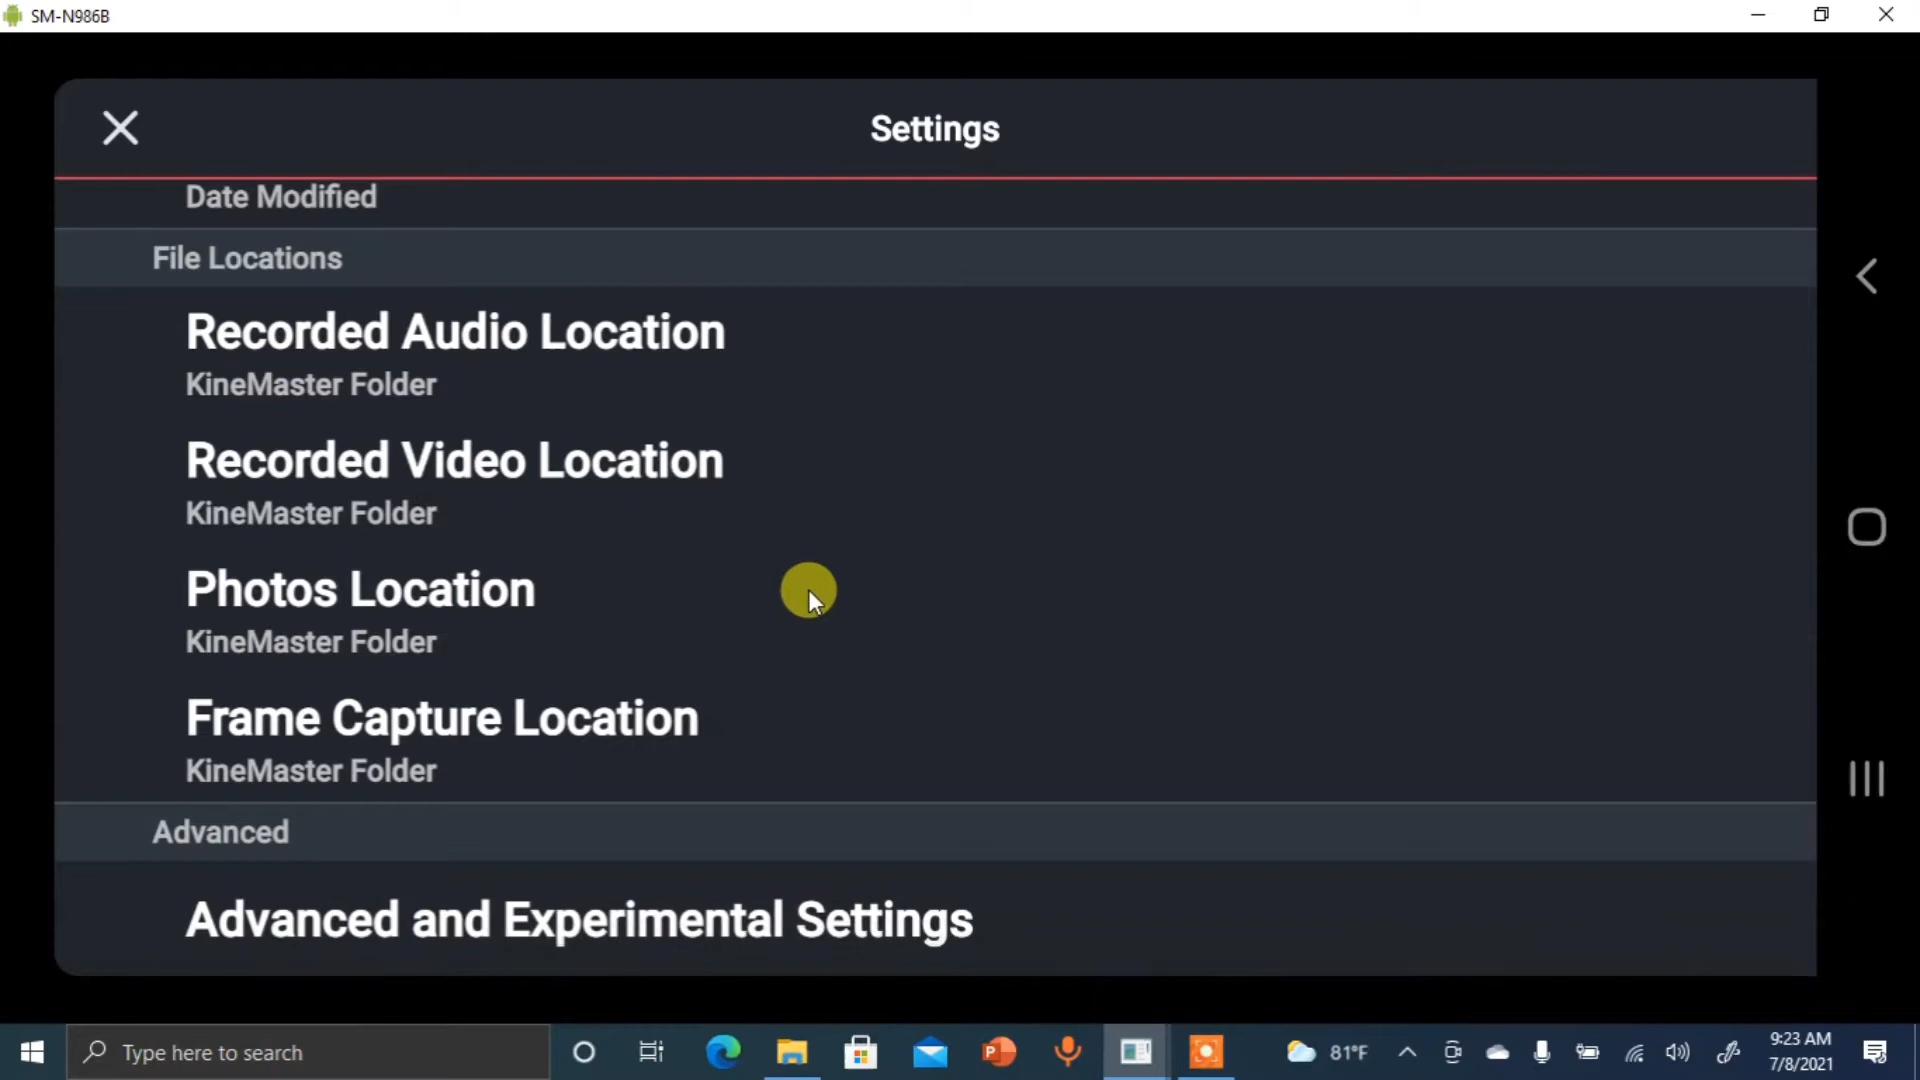 SM-N986B
Settings
Date Modified
File Locations
Recorded Audio Location
KineMaster Folder
Recorded Video Location
KineMaster Folder
Photos Location
KineMaster Folder
Frame Capture Location
KineMaster Folder
Advanced
Advanced and Experimental Settings
Type here to search
81°F
9:23 AM
7/8/2021